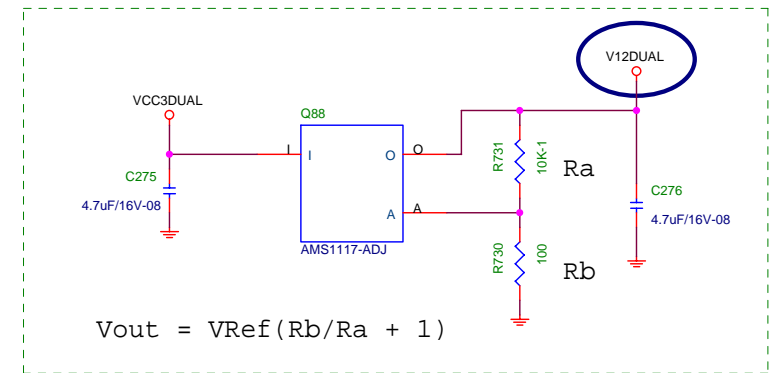 V12DUAL
VCC3DUAL
Q88
I
I
O
O
R731
10K-1
Ra
C275
4.7uF/16V-08
C276
4.7uF/16V-08
A
A
AMS1117-ADJ
R730
100
Rb
Vout = VRef(Rb/Ra + 1)